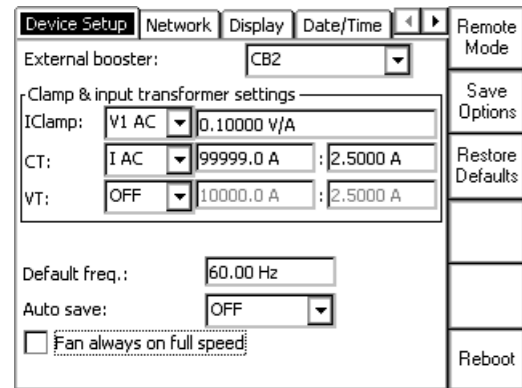 Device Setup Network Display Date/Time
External booster: CB2
Clamp & input transformer settings
IClamp: V1 AC 0.10000 V/A
CT: I AC 99999.0 A : 2.5000 A
VT: OFF 10000.0 A : 2.5000 A
Default freq.: 60.00 Hz
Auto save: OFF
Fan always on full speed
Remote
Mode
Save
Options
Restore
Defaults
Reboot